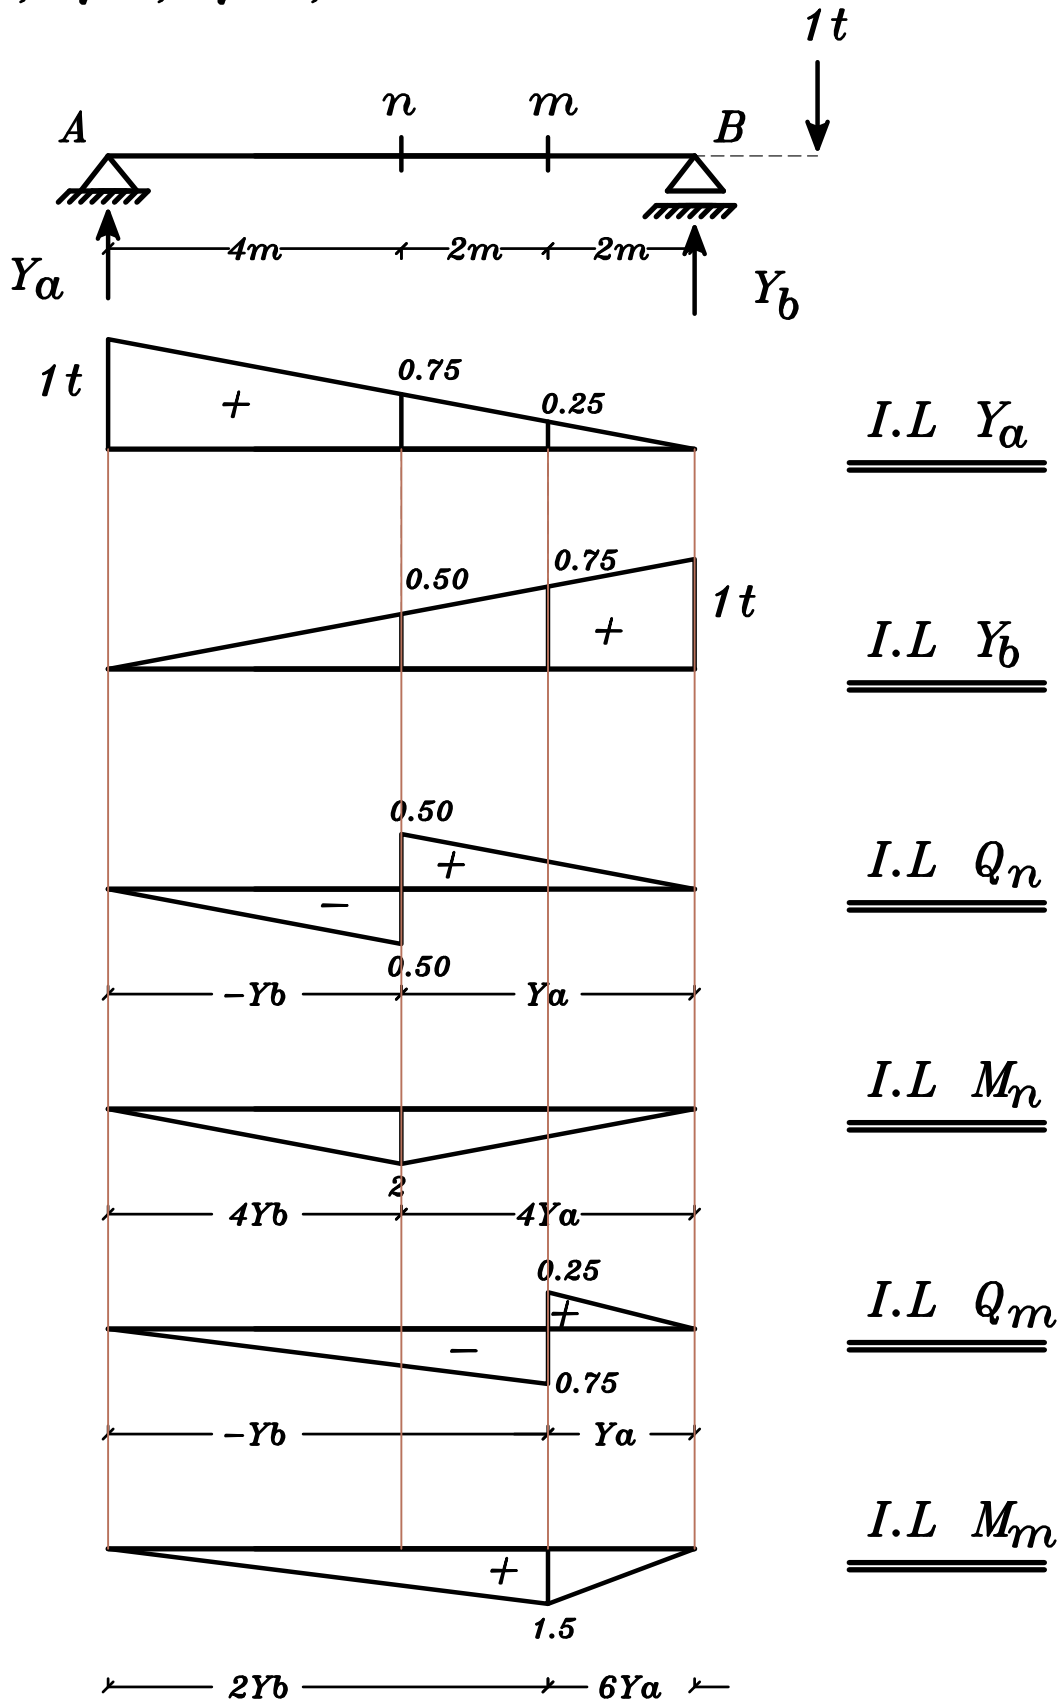 1t
n m
A B
4m 2m 2m
Ya Yb
0.75
1t + 0.25 I.L Ya
0.75
0.50 1t
+ I.L Yb
0.50
+ I.L Qn
-
0.50
-Yb Ya
I.L Mn
2
4Yb 4Ya
0.25
+ I.L Qm
-
0.75
-Yb Ya
I.L Mm
+
1.5
2Yb 6Ya